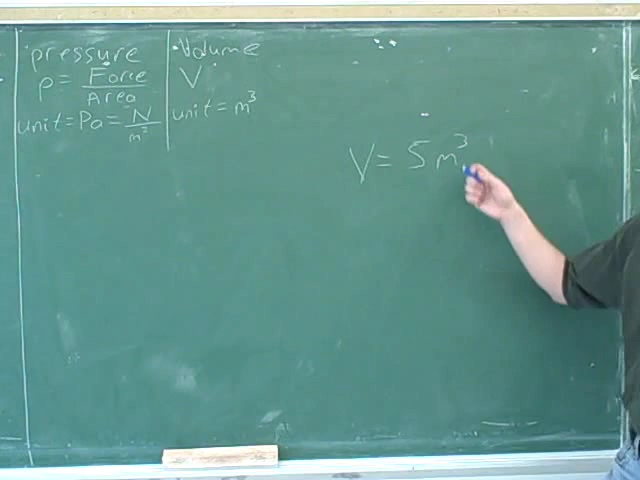 pressure
p = Force
Area
unit = Pa = N
m²
Volume
V
unit = m³
V = 5 m³